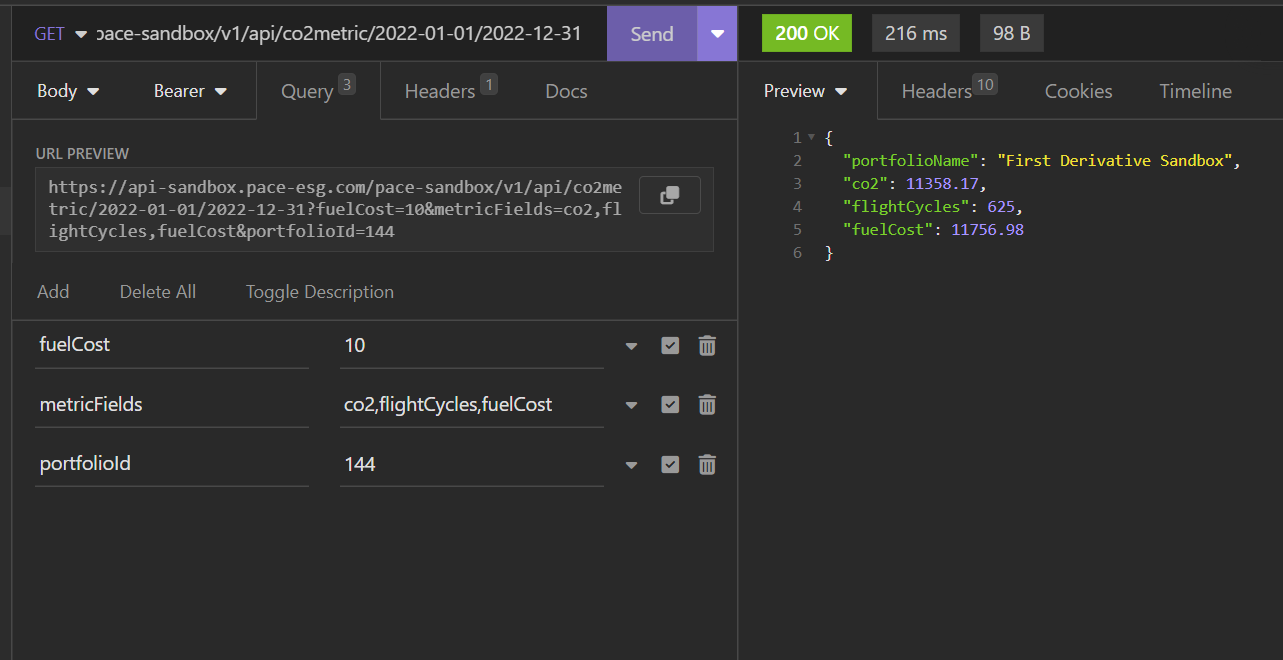 GET pace-sandbox/v1/api/co2metric/2022-01-01/2022-12-31 Send
200 OK 216 ms 98 B
Body Bearer Query 3 Headers 1 Docs
Preview Headers 10 Cookies Timeline
URL PREVIEW
https://api-sandbox.pace-esg.com/pace-sandbox/v1/api/co2me
tric/2022-01-01/2022-12-31?fuelCost=10&metricFields=co2,fl
ightCycles,fuelCost&portfolioId=144
Add Delete All Toggle Description
fuelCost 10
metricFields co2,flightCycles,fuelCost
portfolioId 144
1 {
2 "portfolioName": "First Derivative Sandbox",
3 "co2": 11358.17,
4 "flightCycles": 625,
5 "fuelCost": 11756.98
6 }